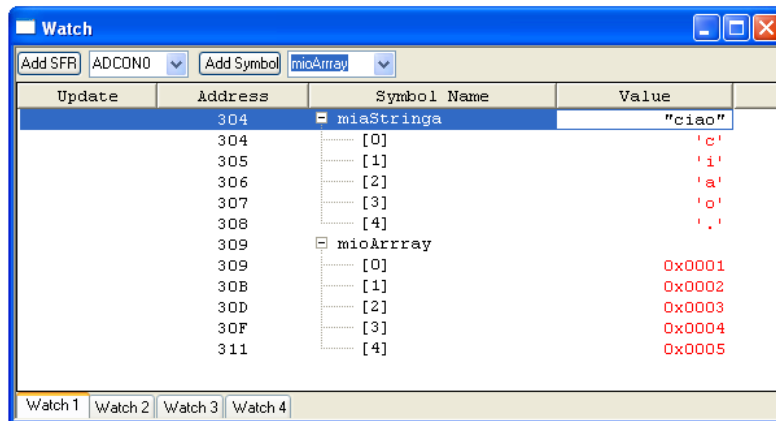 Watch
Add SFR ADCON0 Add Symbol mioArrray
Update Address Symbol Name Value
304 miaStringa "ciao"
304 [0] 'c'
305 [1] 'i'
306 [2] 'a'
307 [3] 'o'
308 [4] '.'
309 mioArrray
309 [0] 0x0001
30B [1] 0x0002
30D [2] 0x0003
30F [3] 0x0004
311 [4] 0x0005
Watch 1 Watch 2 Watch 3 Watch 4